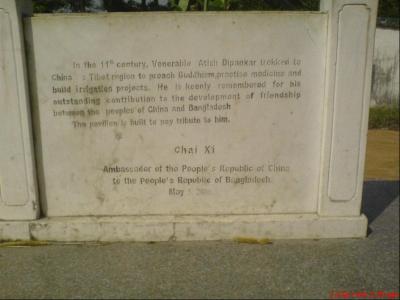 In the 11th century, Venerable Atish Dipankar trekked to
China's Tibet region to preach Buddhism, practise medicine and
build irrigation projects. He is keenly remembered for his
outstanding contribution to the development of friendship
between the peoples of China and Bangladesh
The pavilion is built to pay tribute to him.
Chai Xi
Ambassador of the People's Republic of China
to the People's Republic of Bangladesh
May 5,